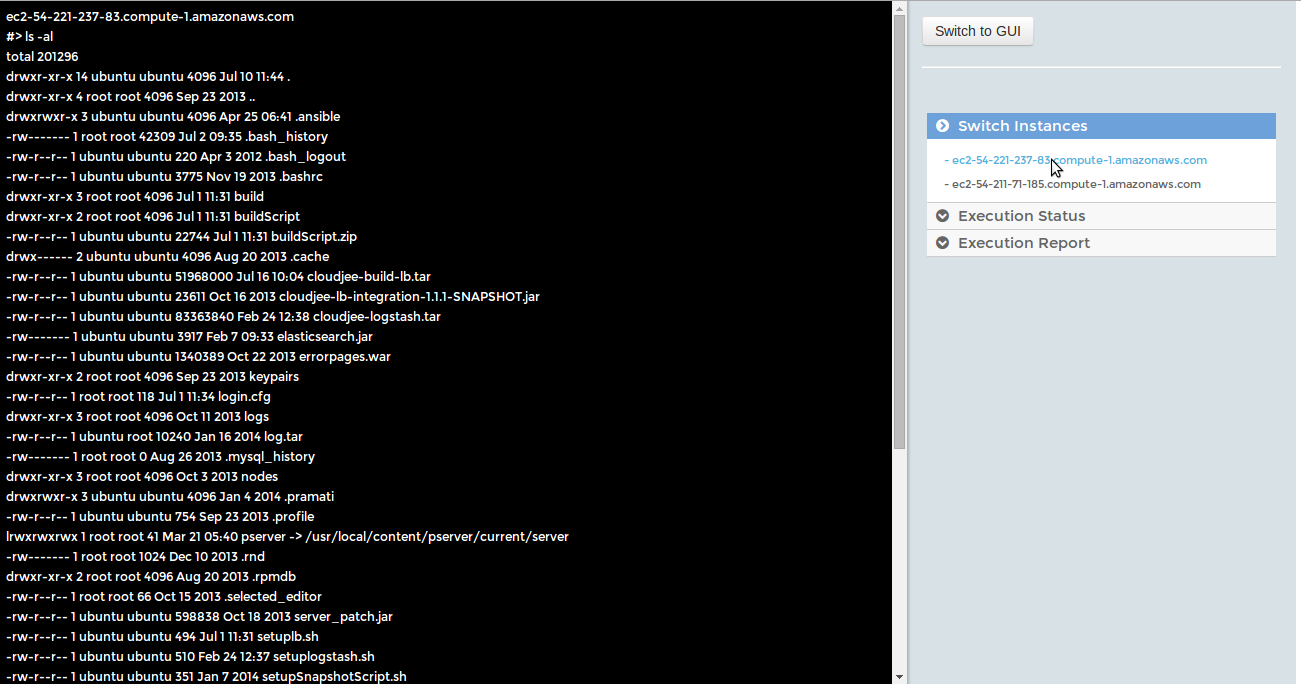 ec2-54-221-237-83.compute-1.amazonaws.com
#> ls -al
total 201296
drwxr-xr-x 14 ubuntu ubuntu 4096 Jul 10 11:44 .
drwxr-xr-x 4 root root 4096 Sep 23 2013 ..
drwxrwxr-x 3 ubuntu ubuntu 4096 Apr 25 06:41 .ansible
-rw------- 1 root root 42309 Jul 2 09:35 .bash_history
-rw-r--r-- 1 ubuntu ubuntu 220 Apr 3 2012 .bash_logout
-rw-r--r-- 1 ubuntu ubuntu 3775 Nov 19 2013 .bashrc
drwxr-xr-x 3 root root 4096 Jul 1 11:31 build
drwxr-xr-x 2 root root 4096 Jul 1 11:31 buildScript
-rw-r--r-- 1 ubuntu ubuntu 22744 Jul 1 11:31 buildScript.zip
drwx------ 2 ubuntu ubuntu 4096 Aug 20 2013 .cache
-rw-r--r-- 1 ubuntu ubuntu 51968000 Jul 16 10:04 cloudjee-build-lb.tar
-rw-r--r-- 1 ubuntu ubuntu 23611 Oct 16 2013 cloudjee-lb-integration-1.1.1-SNAPSHOT.jar
-rw-r--r-- 1 ubuntu ubuntu 83363840 Feb 24 12:38 cloudjee-logstash.tar
-rw------- 1 ubuntu ubuntu 3917 Feb 7 09:33 elasticsearch.jar
-rw-r--r-- 1 ubuntu ubuntu 1340389 Oct 22 2013 errorpages.war
drwxr-xr-x 2 root root 4096 Sep 23 2013 keypairs
-rw-r--r-- 1 root root 118 Jul 1 11:34 login.cfg
drwxr-xr-x 3 root root 4096 Oct 11 2013 logs
-rw-r--r-- 1 ubuntu root 10240 Jan 16 2014 log.tar
-rw------- 1 root root 0 Aug 26 2013 .mysql_history
drwxr-xr-x 3 root root 4096 Oct 3 2013 nodes
drwxrwxr-x 3 ubuntu ubuntu 4096 Jan 4 2014 .pramati
-rw-r--r-- 1 ubuntu ubuntu 754 Sep 23 2013 .profile
lrwxrwxrwx 1 root root 41 Mar 21 05:40 pserver -> /usr/local/content/pserver/current/server
-rw------- 1 root root 1024 Dec 10 2013 .rnd
drwxr-xr-x 2 root root 4096 Aug 20 2013 .rpmdb
-rw-r--r-- 1 root root 66 Oct 15 2013 .selected_editor
-rw-r--r-- 1 ubuntu ubuntu 598838 Oct 18 2013 server_patch.jar
-rw-r--r-- 1 ubuntu ubuntu 494 Jul 1 11:31 setuplb.sh
-rw-r--r-- 1 ubuntu ubuntu 510 Feb 24 12:37 setuplogstash.sh
-rw-r--r-- 1 ubuntu ubuntu 351 Jan 7 2014 setupSnapshotScript.sh
Switch to GUI
Switch Instances
- ec2-54-221-237-83.compute-1.amazonaws.com
- ec2-54-211-71-185.compute-1.amazonaws.com
Execution Status
Execution Report